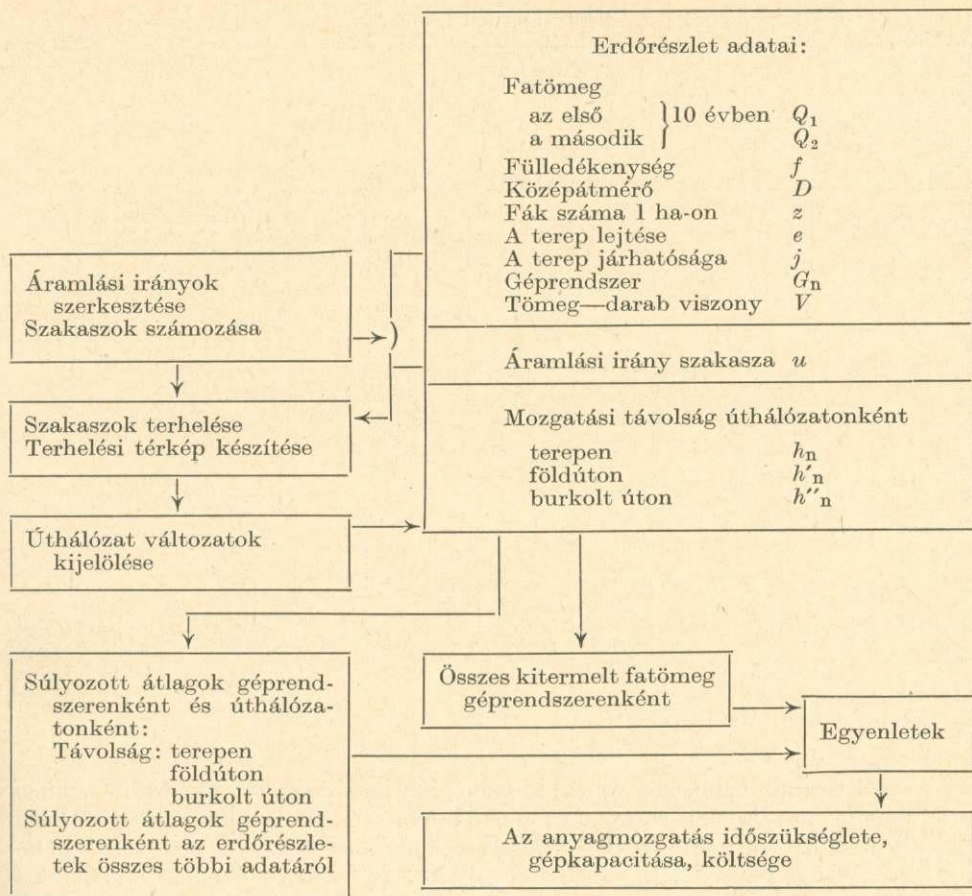 Erdőrészlet adatai:
Fatömeg
az első } 10 évben Q₁
a második } Q₂
Fülledékenység f
Középátmérő D
Fák száma 1 ha-on z
A terep lejtése e
A terep járhatósága j
Géprendszer Gₙ
Tömeg—darab viszony V
Áramlási irány szakasza u
Mozgatási távolság úthálózatonként
terepen hₙ
földúton h′ₙ
burkolt úton h″ₙ
Áramlási irányok
szerkesztése
Szakaszok számozása
)
Szakaszok terhelése
Terhelési térkép készítése
Úthálózat változatok
kijelölése
Súlyozott átlagok géprend-
szerenként és úthálóza-
tonként:
Távolság: terepen
földúton
burkolt úton
Súlyozott átlagok géprend-
szerenként az erdőrészle-
tek összes többi adatáról
Összes kitermelt fatömeg
géprendszerenként
Egyenletek
Az anyagmozgatás időszükséglete,
gépkapacitása, költsége